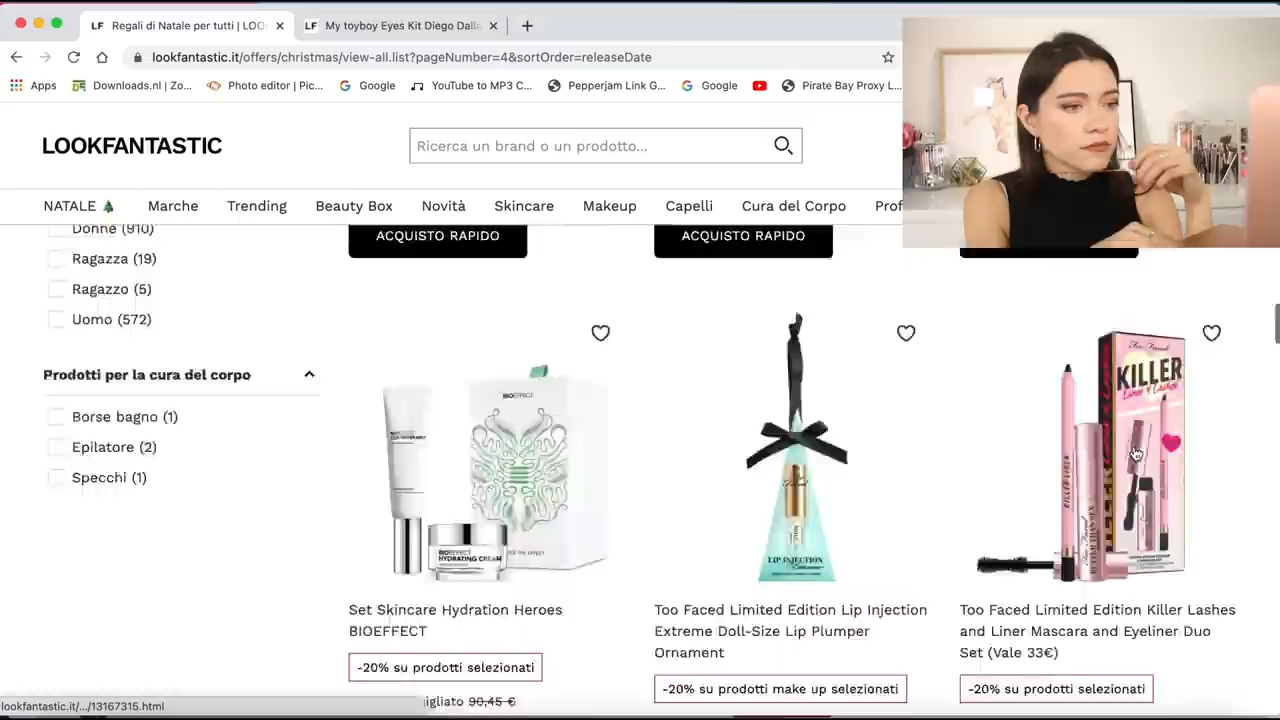 LF Regali di Natale per tutti | LOO
LF My toyboy Eyes Kit Diego Dalla
lookfantastic.it/offers/christmas/view-all.list?pageNumber=4&sortOrder=releaseDate
Apps
Downloads.nl | Zo...
Photo editor | Pic...
Google
YouTube to MP3 C...
Pepperjam Link G...
Google
Pirate Bay Proxy L...
LOOKFANTASTIC
Ricerca un brand o un prodotto...
NATALE 🎄
Marche
Trending
Beauty Box
Novità
Skincare
Makeup
Capelli
Cura del Corpo
Prof
Donne (910)
Ragazza (19)
Ragazzo (5)
Uomo (572)
Prodotti per la cura del corpo
Borse bagno (1)
Epilatore (2)
Specchi (1)
ACQUISTO RAPIDO
ACQUISTO RAPIDO
BIOEFFECT
BIOEFFECT
HYDRATING CREAM
LIP INJECTION
KILLER
Set Skincare Hydration Heroes
BIOEFFECT
-20% su prodotti selezionati
igliato 90,45 €
Too Faced Limited Edition Lip Injection
Extreme Doll-Size Lip Plumper
Ornament
-20% su prodotti make up selezionati
Too Faced Limited Edition Killer Lashes
and Liner Mascara and Eyeliner Duo
Set (Vale 33€)
-20% su prodotti selezionati
lookfantastic.it/.../13167315.html